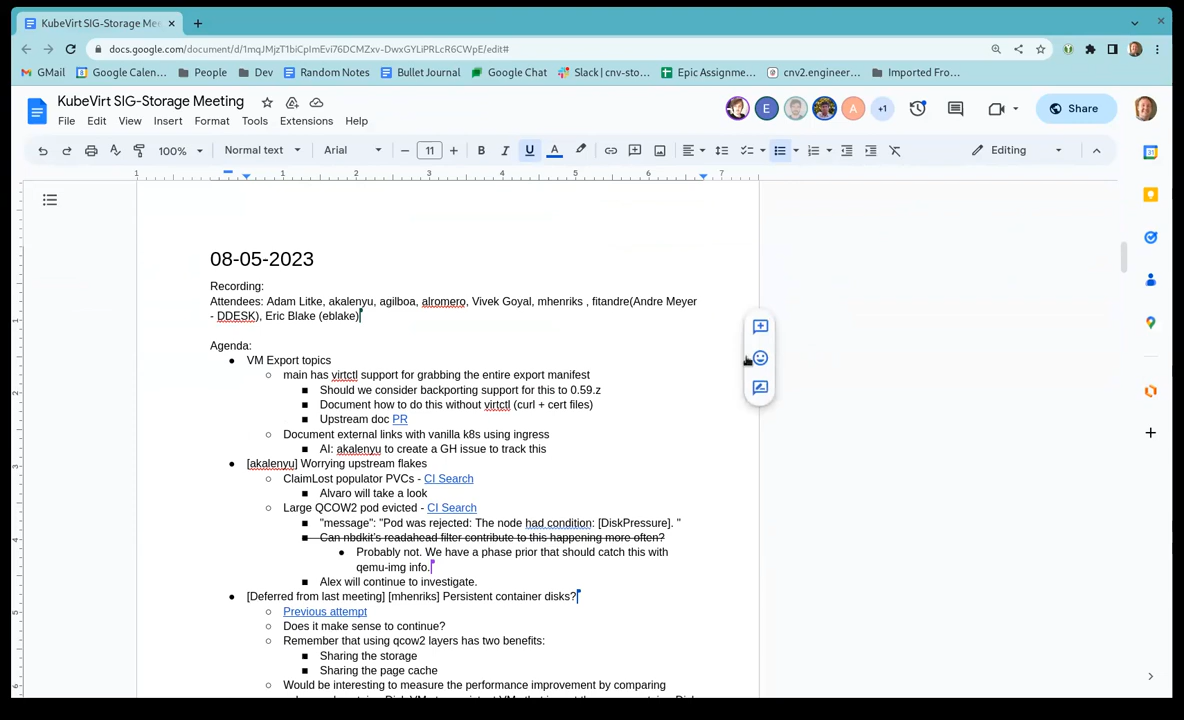 KubeVirt SIG-Storage Mee
docs.google.com/document/d/1mqJMjzT1biCpImEvi76DCMZxv-DwxGYLiPRLcR6CWpE/edit#
GMail Google Calen... People Dev Random Notes Bullet Journal Google Chat Slack | cnv-sto... Epic Assignme... cnv2.engineer... Imported Fro...
KubeVirt SIG-Storage Meeting
E A +1 Share
File Edit View Insert Format Tools Extensions Help
100% Normal text Arial 11 B I U A Editing
1 1 2 3 4 5 6 7
08-05-2023
Recording:
Attendees: Adam Litke, akalenyu, agilboa, alromero, Vivek Goyal, mhenriks , fitandre(Andre Meyer
- DDESK), Eric Blake (eblake)
Agenda:
VM Export topics
main has virtctl support for grabbing the entire export manifest
Should we consider backporting support for this to 0.59.z
Document how to do this without virtctl (curl + cert files)
Upstream doc PR
Document external links with vanilla k8s using ingress
AI: akalenyu to create a GH issue to track this
[akalenyu] Worrying upstream flakes
ClaimLost populator PVCs - CI Search
Alvaro will take a look
Large QCOW2 pod evicted - CI Search
"message": "Pod was rejected: The node had condition: [DiskPressure]. "
Can nbdkit's readahead filter contribute to this happening more often?
Probably not. We have a phase prior that should catch this with
qemu-img info.
Alex will continue to investigate.
[Deferred from last meeting] [mhenriks] Persistent container disks?
Previous attempt
Does it make sense to continue?
Remember that using qcow2 layers has two benefits:
Sharing the storage
Sharing the page cache
Would be interesting to measure the performance improvement by comparing